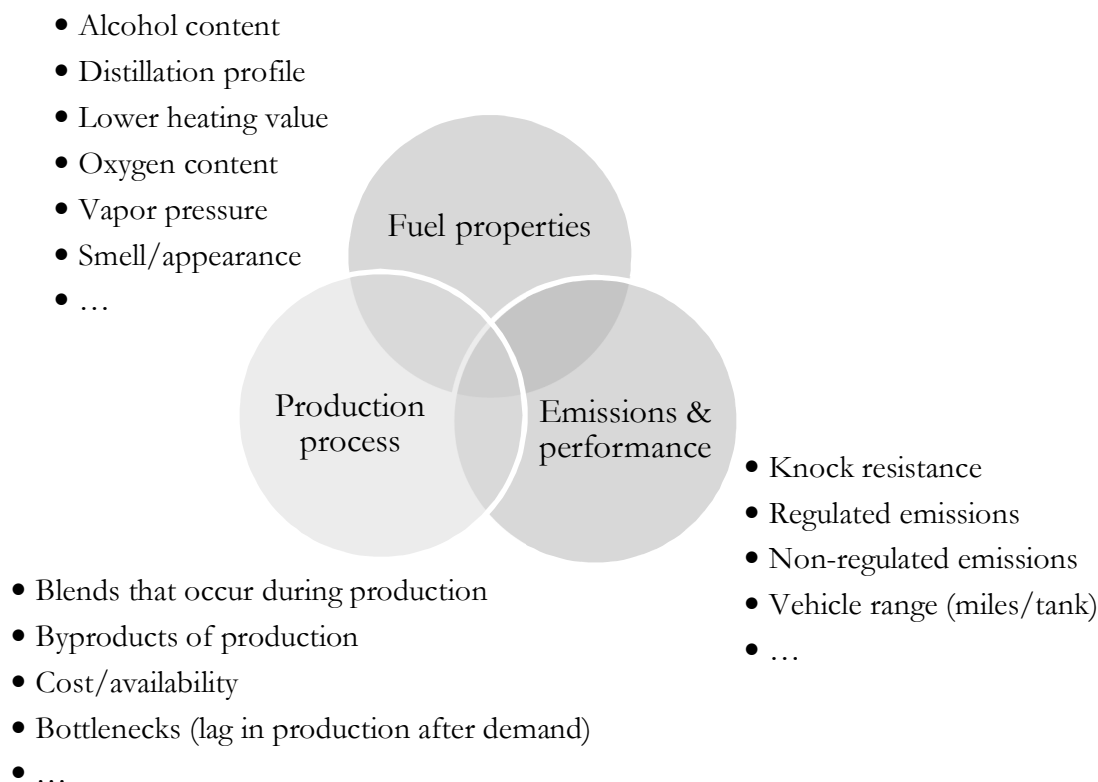 • Alcohol content
• Distillation profile
• Lower heating value
• Oxygen content
• Vapor pressure
• Smell/appearance
• …
Fuel properties
Production
process
Emissions &
performance
• Knock resistance
• Regulated emissions
• Non-regulated emissions
• Vehicle range (miles/tank)
• …
• Blends that occur during production
• Byproducts of production
• Cost/availability
• Bottlenecks (lag in production after demand)
• …